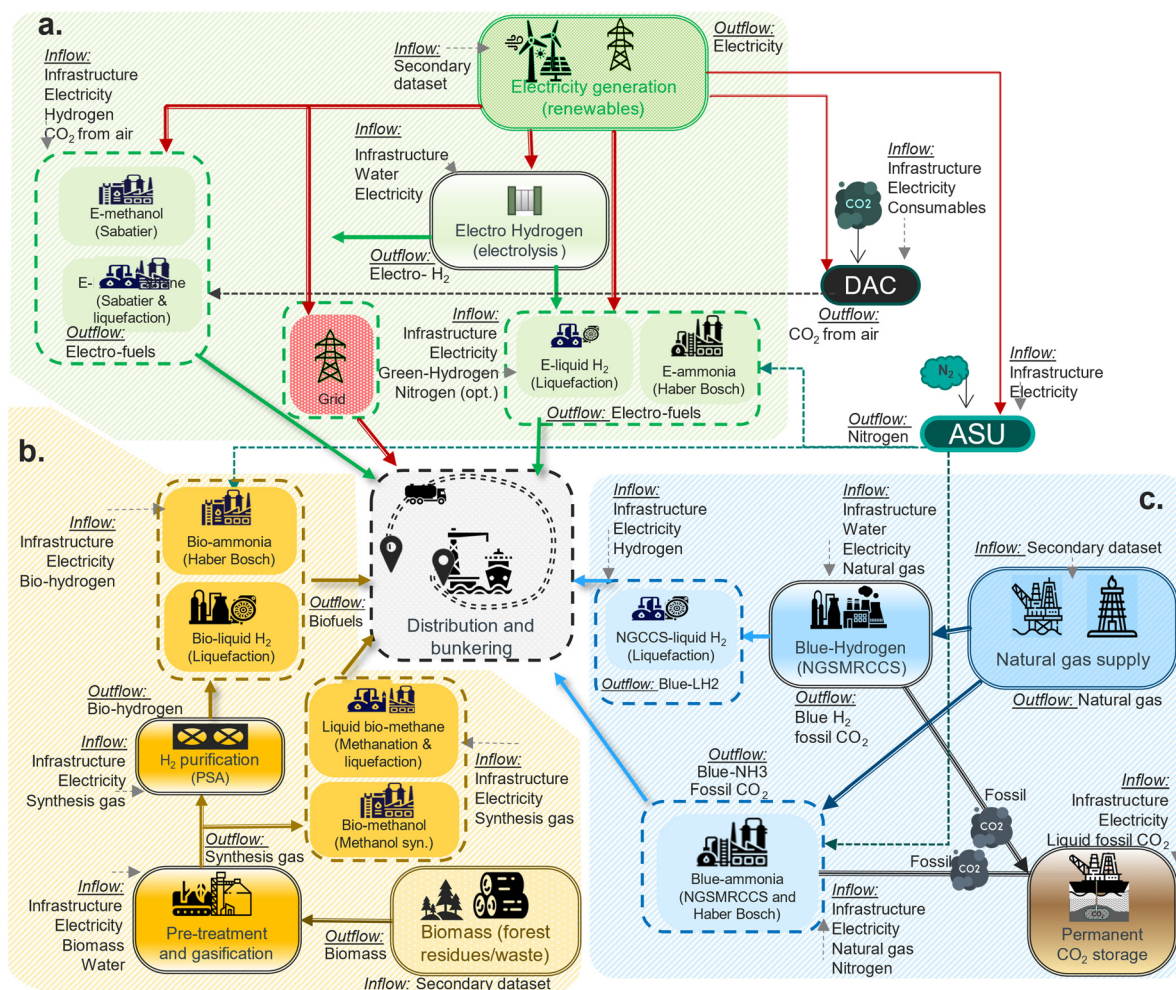 a.
Inflow:
Infrastructure
Electricity
Hydrogen
CO2 from air
Inflow:
Secondary
dataset
Electricity generation
(renewables)
Outflow:
Electricity
Inflow:
Infrastructure
Water
Electricity
Electro Hydrogen
(electrolysis)
Outflow:
Electro- H2
E-methanol
(Sabatier)
E-
ne
(Sabatier &
liquefaction)
Outflow:
Electro-fuels
Grid
Inflow:
Infrastructure
Electricity
Green-Hydrogen
Nitrogen (opt.)
E-liquid H2
(Liquefaction)
E-ammonia
(Haber Bosch)
Outflow: Electro-fuels
Inflow:
Infrastructure
Electricity
Consumables
CO2
DAC
Outflow:
CO2 from air
N2
Inflow:
Infrastructure
Electricity
Outflow:
Nitrogen
ASU
b.
Inflow:
Infrastructure
Electricity
Bio-hydrogen
Bio-ammonia
(Haber Bosch)
Bio-liquid H2
(Liquefaction)
Outflow:
Biofuels
Distribution and
bunkering
Outflow:
Bio-hydrogen
Inflow:
Infrastructure
Electricity
Synthesis gas
H2 purification
(PSA)
Liquid bio-methane
(Methanation &
liquefaction)
Bio-methanol
(Methanol syn.)
Inflow:
Infrastructure
Electricity
Synthesis gas
Outflow:
Synthesis gas
Inflow:
Infrastructure
Electricity
Biomass
Water
Pre-treatment
and gasification
Outflow:
Biomass
Biomass (forest
residues/waste)
Inflow: Secondary dataset
c.
Inflow:
Infrastructure
Electricity
Hydrogen
NGCCS-liquid H2
(Liquefaction)
Outflow: Blue-LH2
Inflow:
Infrastructure
Water
Electricity
Natural gas
Blue-Hydrogen
(NGSMRCCS)
Outflow:
Blue H2
fossil CO2
Inflow: Secondary dataset
Natural gas supply
Outflow: Natural gas
Outflow:
Blue-NH3
Fossil CO2
Blue-ammonia
(NGSMRCCS and
Haber Bosch)
Inflow:
Infrastructure
Electricity
Natural gas
Nitrogen
Fossil
CO2
Fossil
CO2
Inflow:
Infrastructure
Electricity
Liquid fossil CO2
CO2
Permanent
CO2 storage